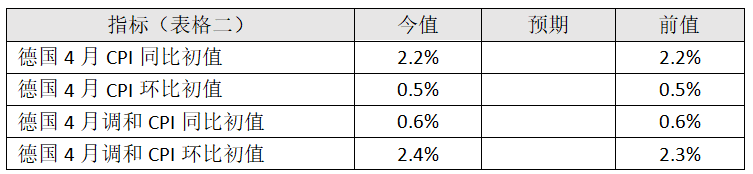 指标（表格二） 今值 预期 前值
德国 4 月 CPI 同比初值 2.2% 2.2%
德国 4 月 CPI 环比初值 0.5% 0.5%
德国 4 月调和 CPI 同比初值 0.6% 0.6%
德国 4 月调和 CPI 环比初值 2.4% 2.3%